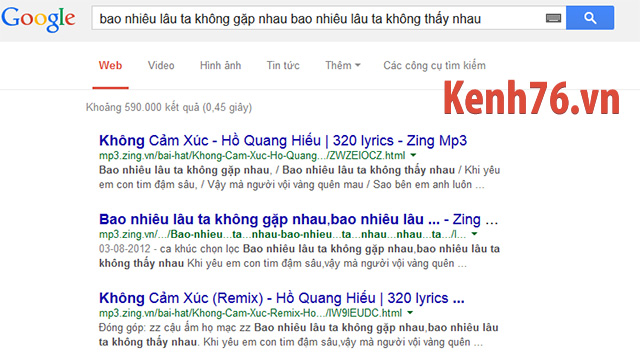 Google
bao nhiêu lâu ta không gặp nhau bao nhiêu lâu ta không thấy nhau
Web Video Hình ảnh Tin tức Thêm Các công cụ tìm kiếm
Kenh76.vn
Khoảng 590.000 kết quả (0,45 giây)
Không Cảm Xúc - Hồ Quang Hiếu | 320 lyrics - Zing Mp3
mp3.zing.vn/bai-hat/Khong-Cam-Xuc-Ho-Quang.../ZWZEIOCZ.html
Bao nhiêu lâu ta không gặp nhau, / Bao nhiêu lâu ta không thấy nhau / Khi yêu
em con tim đậm sâu, / Vậy mà người vội vàng quên mau / Sao bên em anh luôn ...
Bao nhiêu lâu ta không gặp nhau,bao nhiêu lâu ... - Zing ...
mp3.zing.vn/.../Bao-nhieu...ta...nhau-bao-nhieu...ta...nhau...nhau...ta.../l...
03-08-2012 - ca khúc chọn lọc Bao nhiêu lâu ta không gặp nhau,bao nhiêu lâu ta
không thấy nhau Khi yêu em con tim đậm sâu,vậy mà người vội vàng quên ...
Không Cảm Xúc (Remix) - Hồ Quang Hiếu | 320 lyrics ...
mp3.zing.vn/bai-hat/Khong-Cam-Xuc-Remix-Ho.../IW9IEUDC.html
Đóng góp: zz cậu ấm họ mạc zz Bao nhiêu lâu ta không gặp nhau,bao nhiêu lâu
ta không thấy nhau. Khi yêu em con tim đậm sâu,vậy mà người vội vàng quên ...